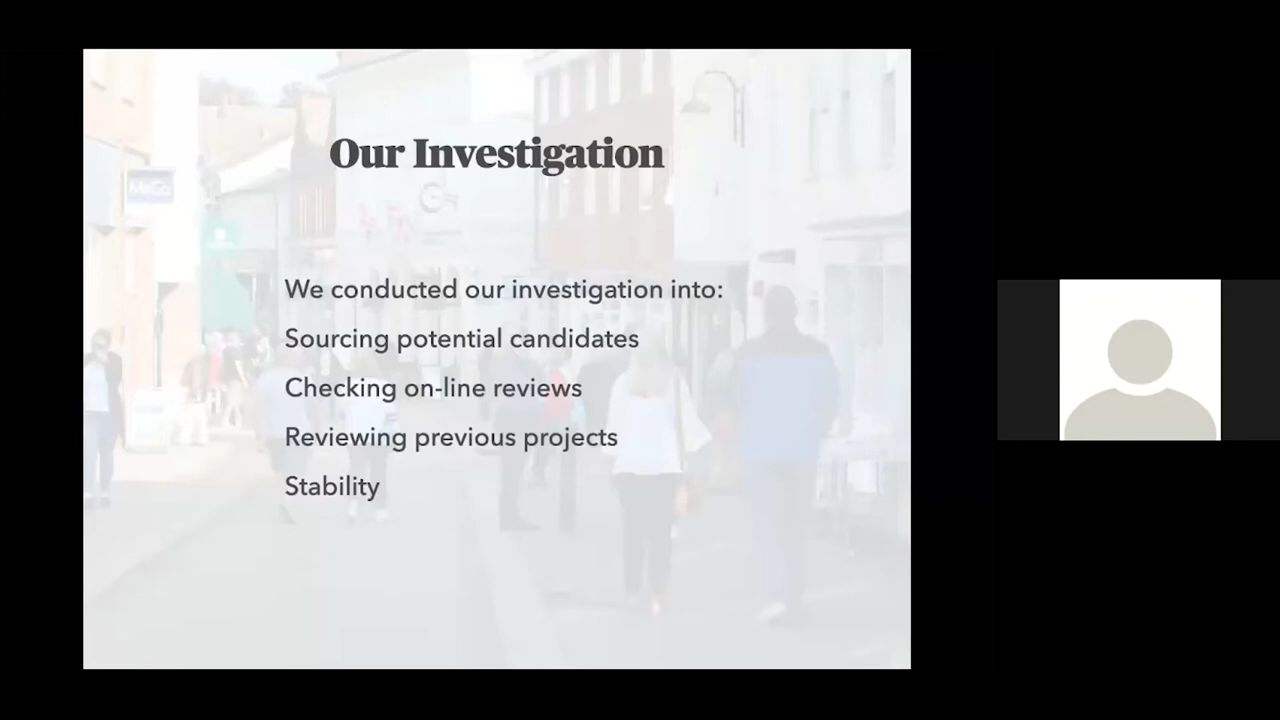 Our Investigation
We conducted our investigation into:
Sourcing potential candidates
Checking on-line reviews
Reviewing previous projects
Stability